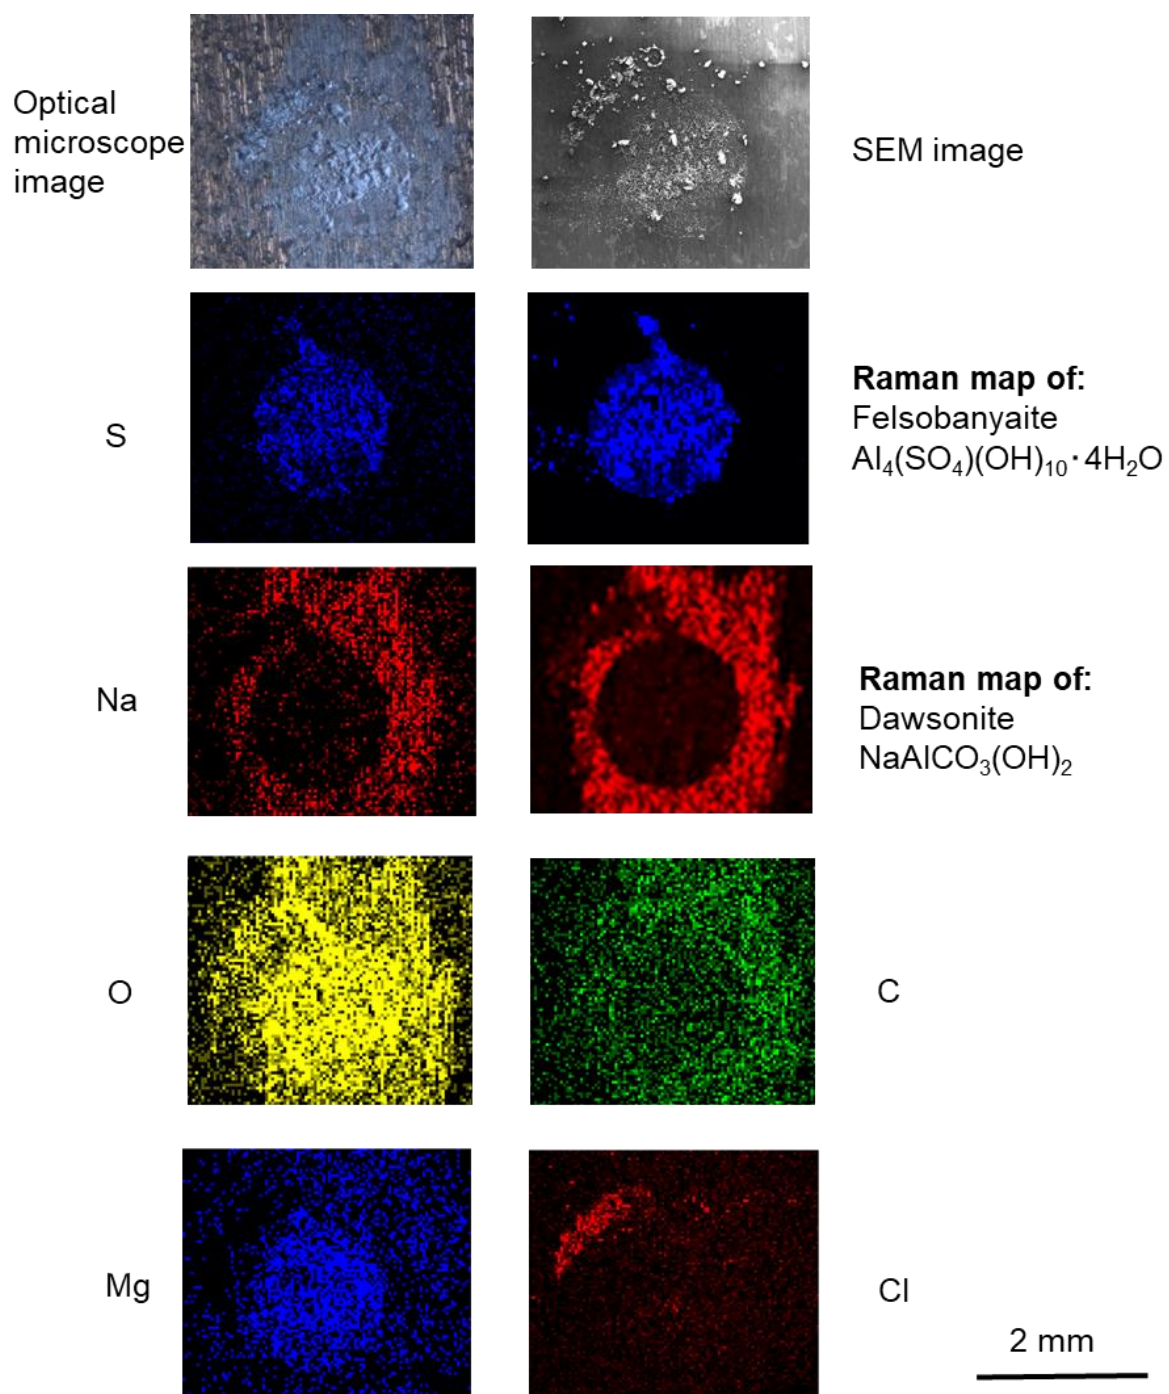 Optical
microscope
image
SEM image
S
Raman map of:
Felsobanyaite
Al₄(SO₄)(OH)₁₀·4H₂O
Na
Raman map of:
Dawsonite
NaAlCO₃(OH)₂
O
C
Mg
Cl
2 mm